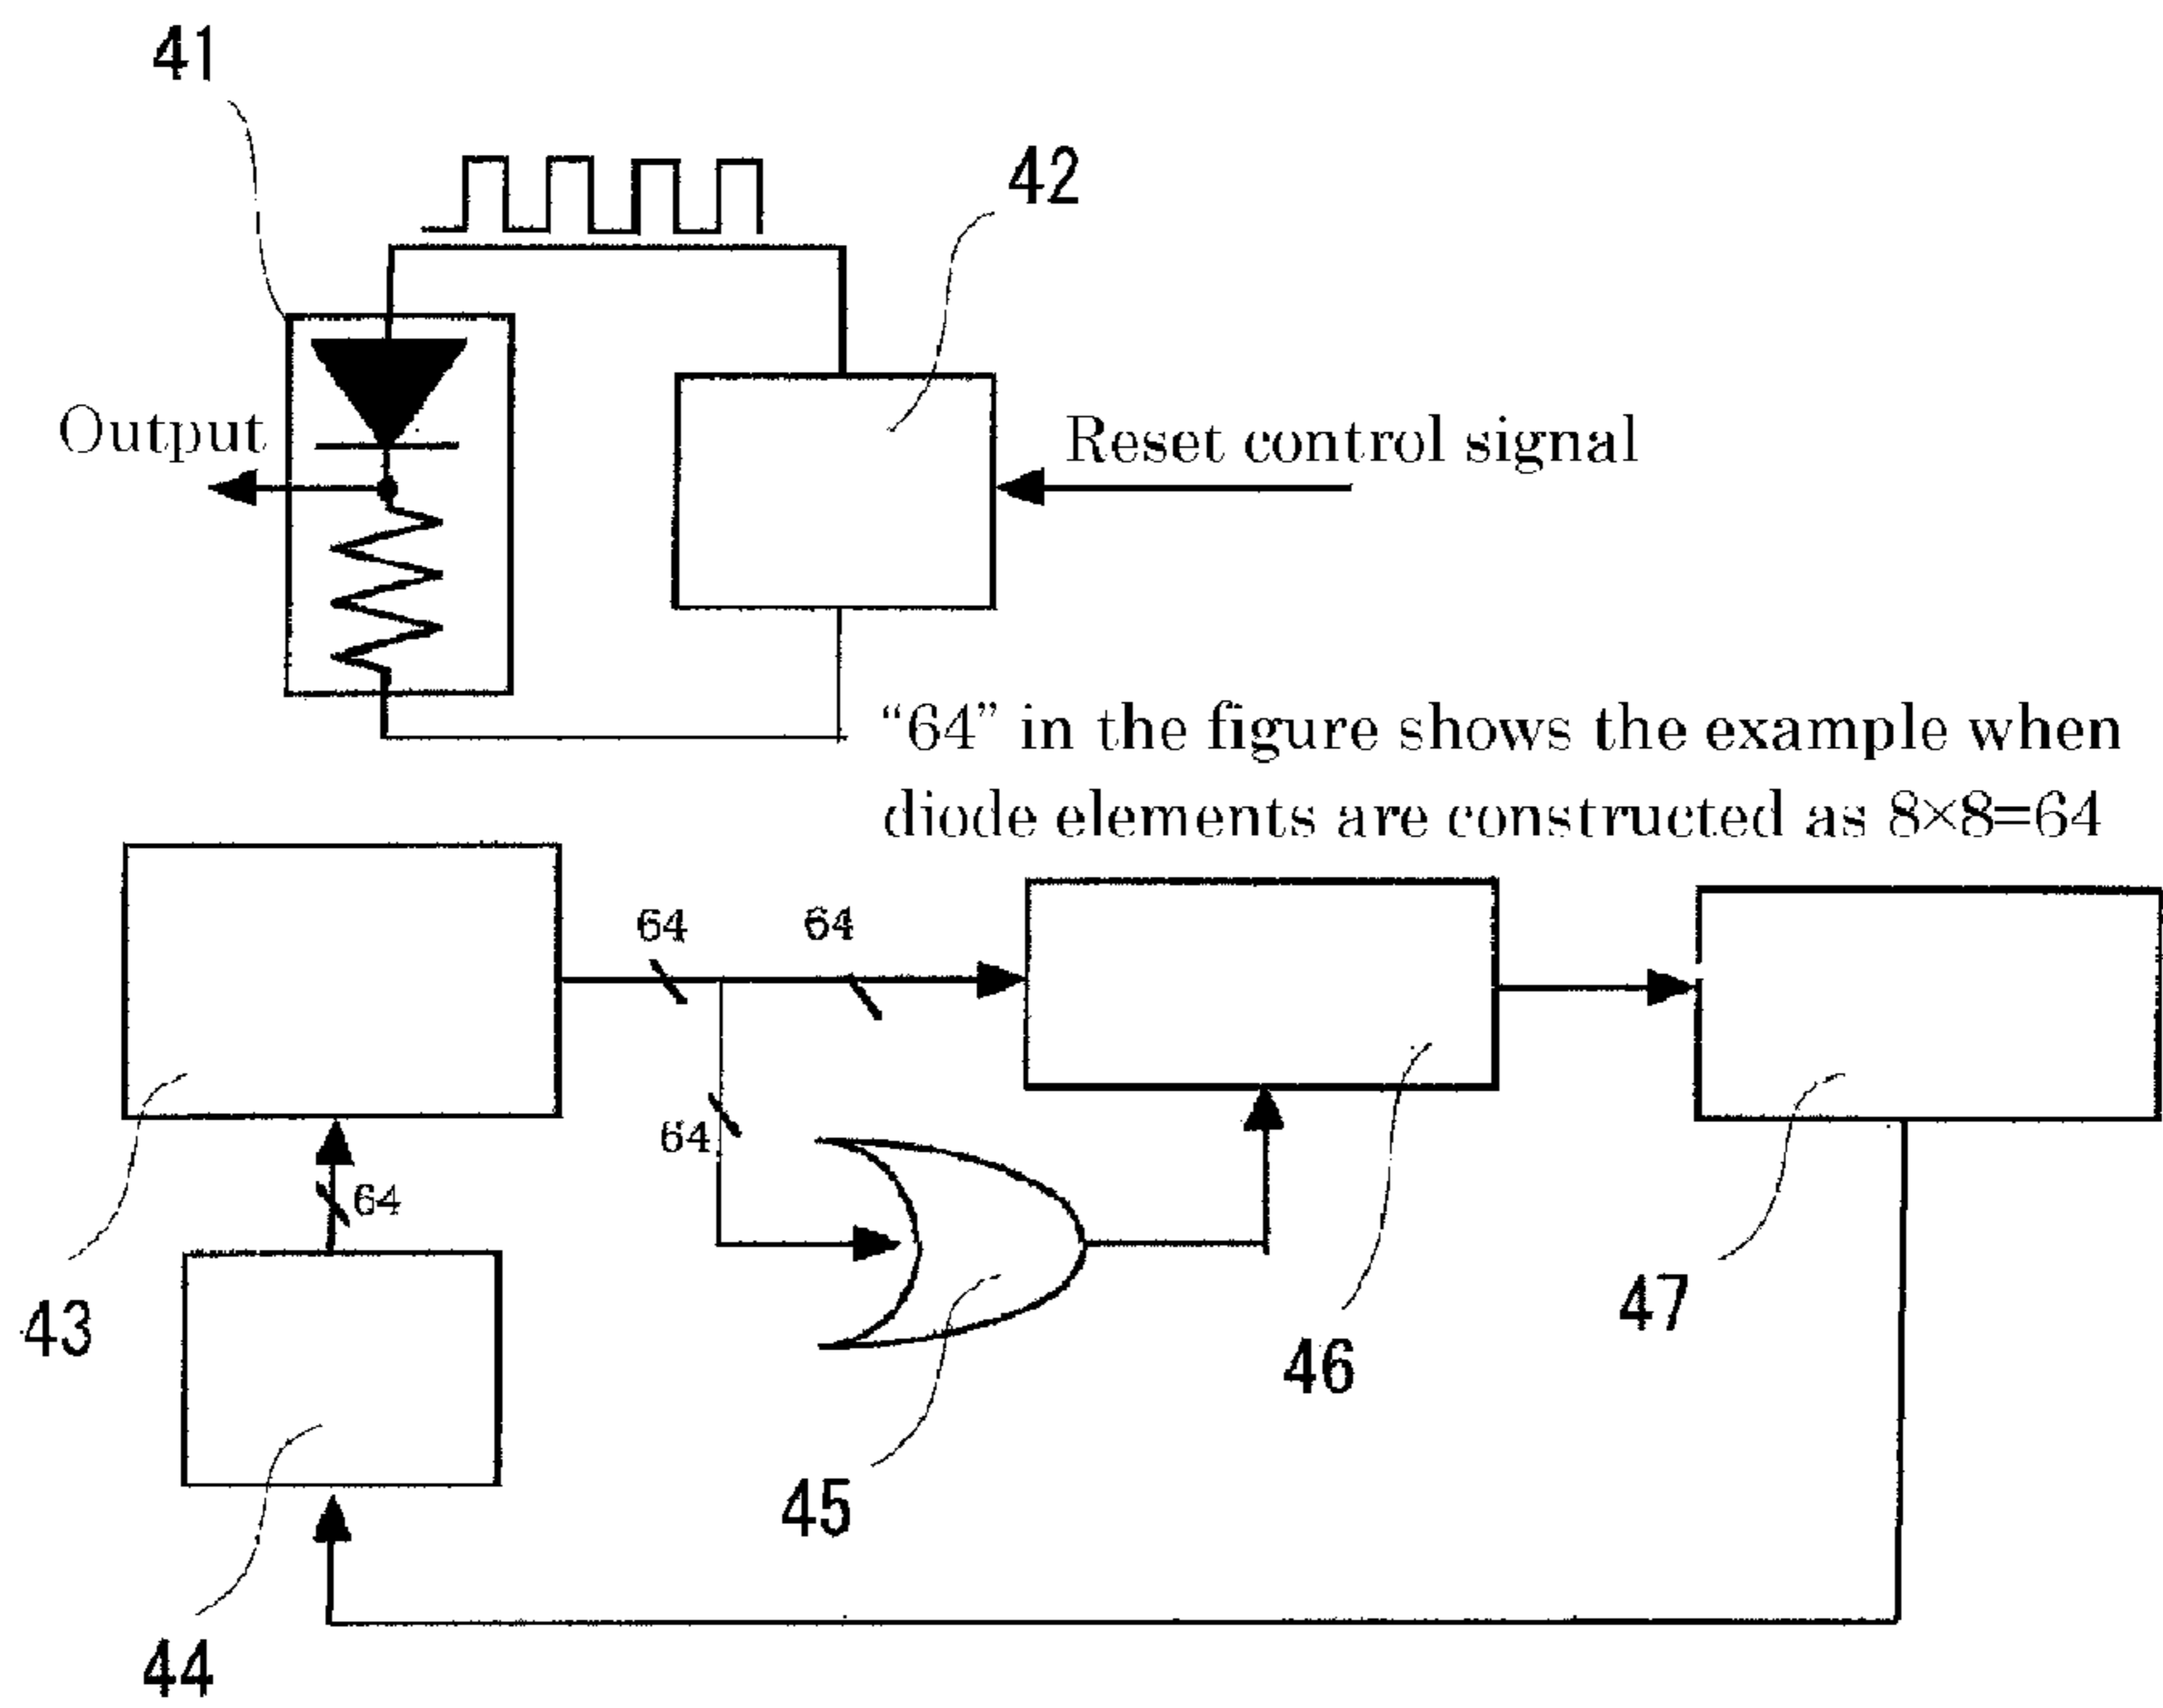 41
42
Output
Reset control signal
“64” in the figure shows the example when
diode elements are constructed as 8×8=64
64
64
64
64
43
47
46
45
44